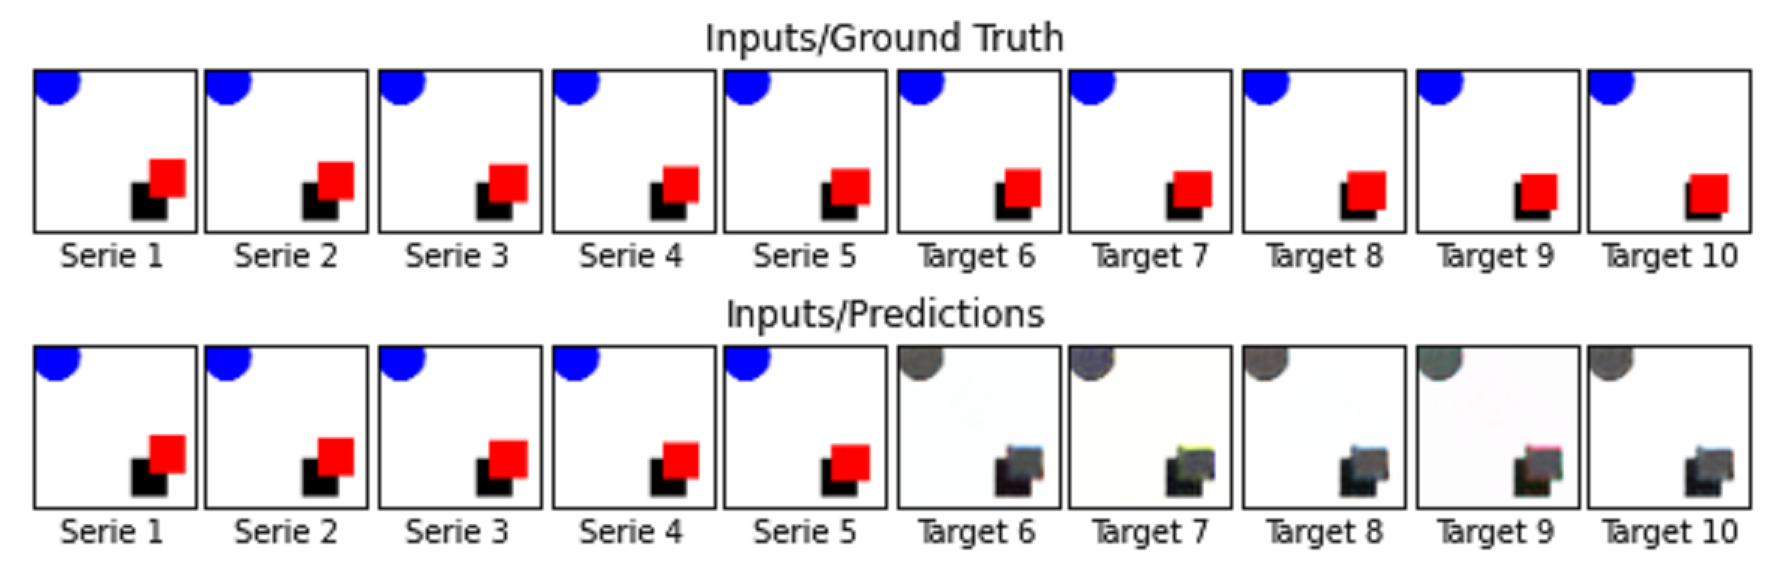 Inputs/Ground Truth
Serie 1 Serie 2 Serie 3 Serie 4 Serie 5 Target 6 Target 7 Target 8 Target 9 Target 10
Inputs/Predictions
Serie 1 Serie 2 Serie 3 Serie 4 Serie 5 Target 6 Target 7 Target 8 Target 9 Target 10